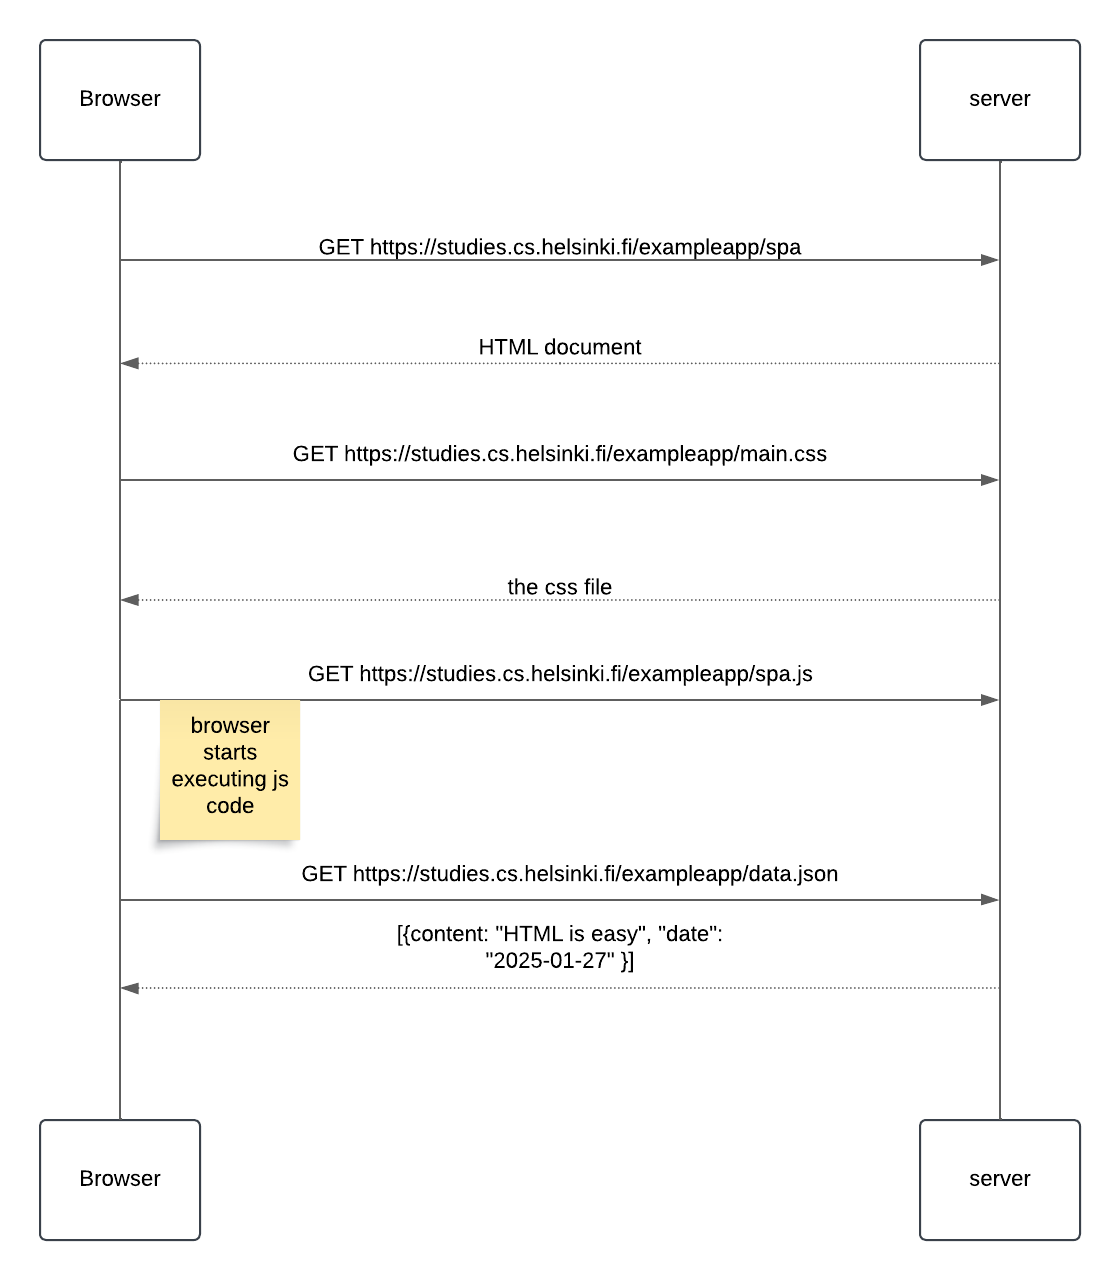 Browser
server
GET https://studies.cs.helsinki.fi/exampleapp/spa
HTML document
GET https://studies.cs.helsinki.fi/exampleapp/main.css
the css file
GET https://studies.cs.helsinki.fi/exampleapp/spa.js
browser
starts
executing js
code
GET https://studies.cs.helsinki.fi/exampleapp/data.json
[{content: "HTML is easy", "date":
"2025-01-27" }]
Browser
server